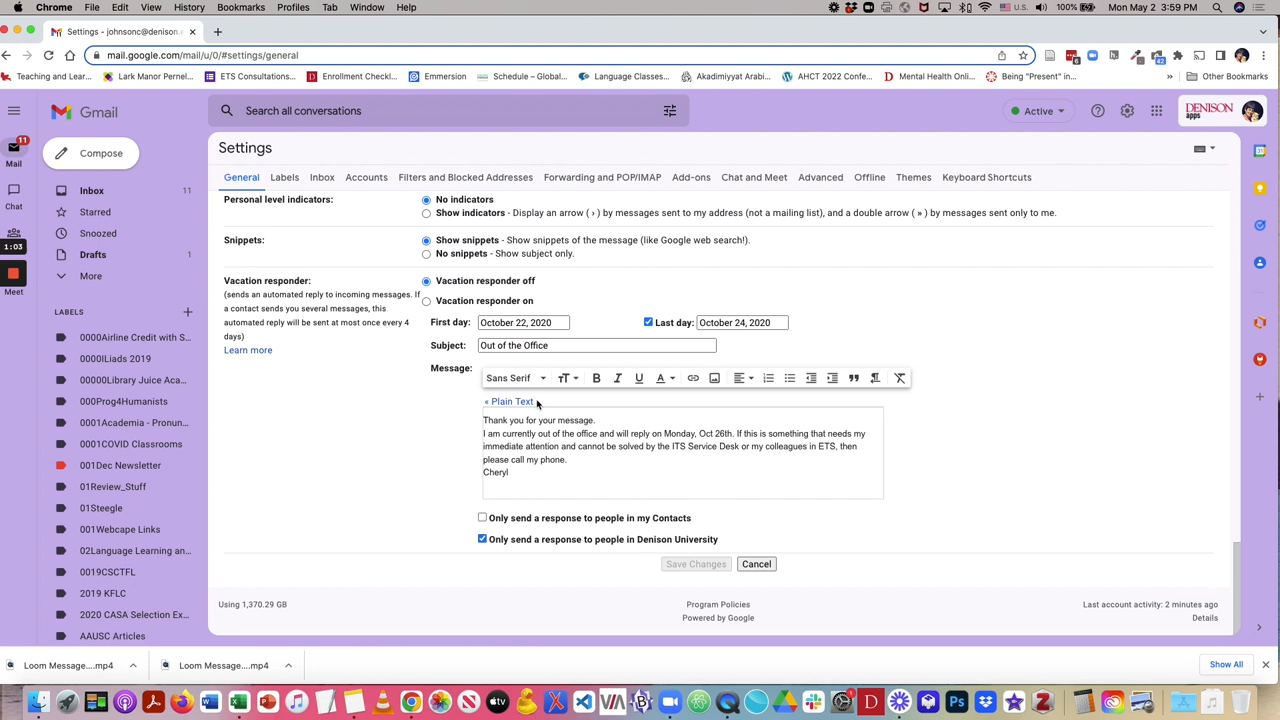 Chrome File Edit View History Bookmarks Profiles Tab Window Help U.S. Mon May 2 3:59 PM
Settings - johnsonc@denison.
mail.google.com/mail/u/0/#settings/general
Teaching and Lear... Lark Manor Pernel... ETS Consultations... Enrollment Checkl... Emmersion Schedule – Global... Language Classes... Akadimiyyat Arabi... AHCT 2022 Confe... Mental Health Onli... Being "Present" in... » Other Bookmarks
Gmail Search all conversations Active DENISON apps
Mail 11
Chat
1:03
Meet
Compose
Inbox 11
Starred
Snoozed
Drafts 1
More
LABELS
0000Airline Credit with S...
0000ILiads 2019
00000Library Juice Aca...
000Prog4Humanists
0001Academia - Pronun...
0001COVID Classrooms
001Dec Newsletter
01Review_Stuff
01Steegle
001Webcape Links
02Language Learning an...
0019CSCTFL
2019 KFLC
2020 CASA Selection Ex...
AAUSC Articles
Settings
General Labels Inbox Accounts Filters and Blocked Addresses Forwarding and POP/IMAP Add-ons Chat and Meet Advanced Offline Themes Keyboard Shortcuts
Personal level indicators: No indicators
Show indicators - Display an arrow ( › ) by messages sent to my address (not a mailing list), and a double arrow ( » ) by messages sent only to me.
Snippets: Show snippets - Show snippets of the message (like Google web search!).
No snippets - Show subject only.
Vacation responder: Vacation responder off
(sends an automated reply to incoming messages. If
a contact sends you several messages, this
automated reply will be sent at most once every 4
days)
Learn more
Vacation responder on
First day: October 22, 2020 Last day: October 24, 2020
Subject: Out of the Office
Message:
Sans Serif
« Plain Text
Thank you for your message.
I am currently out of the office and will reply on Monday, Oct 26th. If this is something that needs my
immediate attention and cannot be solved by the ITS Service Desk or my colleagues in ETS, then
please call my phone.
Cheryl
Only send a response to people in my Contacts
Only send a response to people in Denison University
Save Changes Cancel
Using 1,370.29 GB Program Policies Last account activity: 2 minutes ago
Powered by Google Details
Loom Message....mp4 Loom Message....mp4 Show All